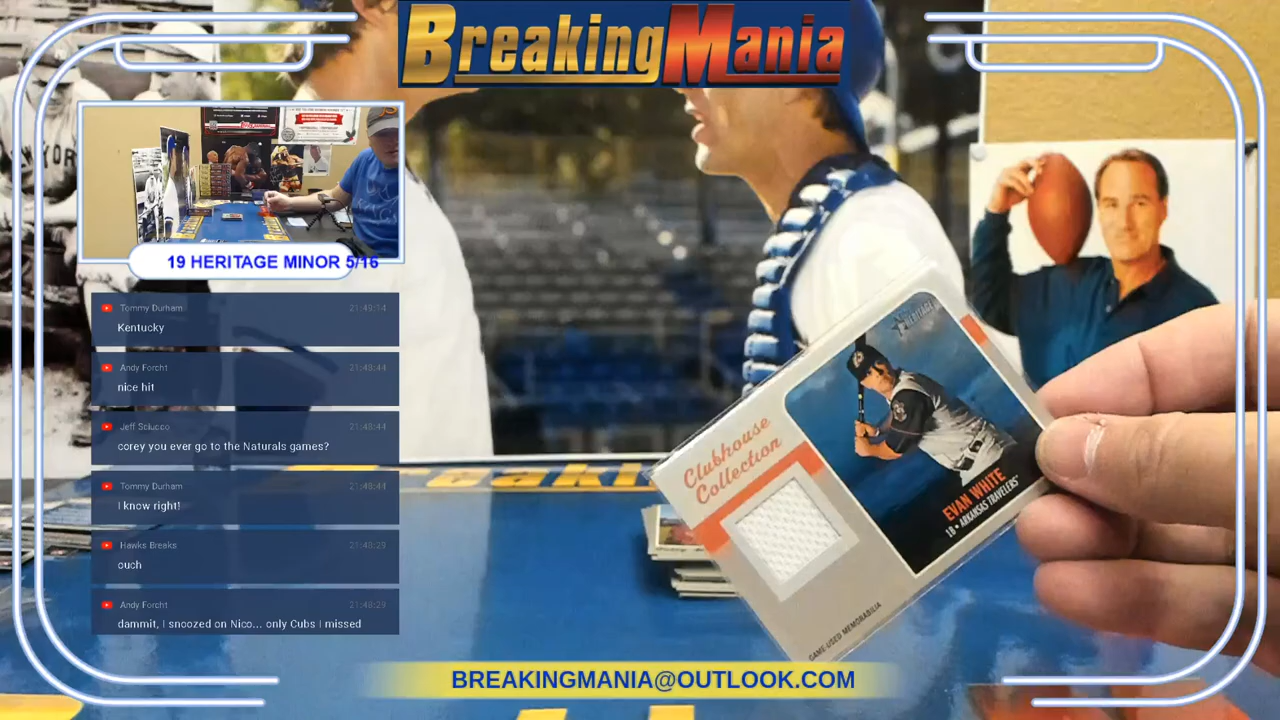 BreakingMania
19 HERITAGE MINOR 5/16
Tommy Durham 21:49:14
Kentucky
Andy Forcht 21:48:44
nice hit
Jeff Sciucco 21:48:44
corey you ever go to the Naturals games?
Tommy Durham 21:48:44
I know right!
Hawks Breaks 21:48:29
ouch
Andy Forcht 21:48:29
dammit, I snoozed on Nico... only Cubs I missed
YOR
Breaki
HERITAGE
Clubhouse
Collection
EVAN WHITE
1B • ARKANSAS TRAVELERS
GAME-USED MEMORABILIA
BREAKINGMANIA@OUTLOOK.COM